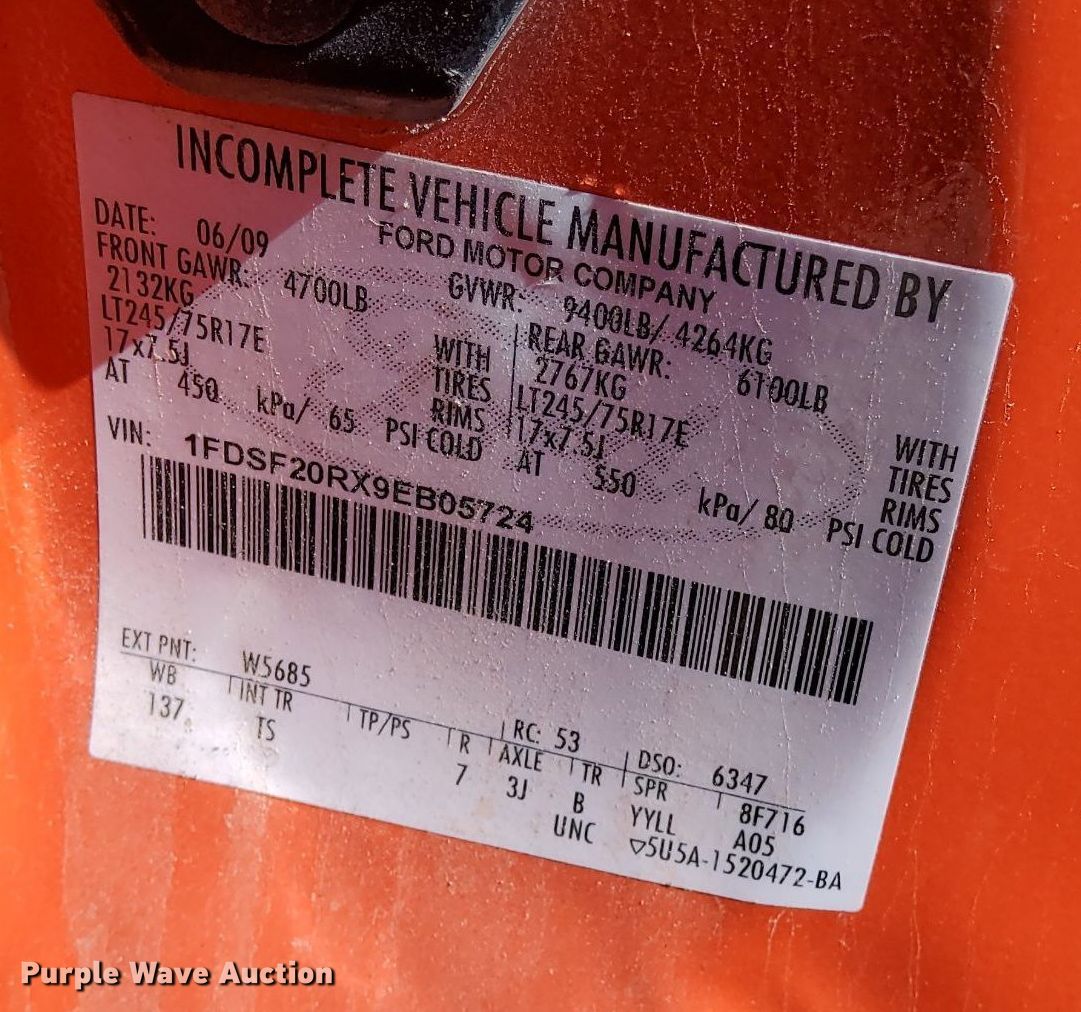 INCOMPLETE VEHICLE MANUFACTURED BY
FORD MOTOR COMPANY
DATE: 06/09 GVWR: 9400LB/ 4264KG
FRONT GAWR: 4700LB REAR GAWR: 6100LB
2132KG WITH 2767KG WITH
LT245/75R17E TIRES LT245/75R17E TIRES
17x7.5J RIMS 17x7.5J RIMS
AT 450 kPa/ 65 PSI COLD AT 550 kPa/ 80 PSI COLD
VIN: 1FDSF20RX9EB05724
EXT PNT: W5685 RC: 53 DSO: 6347
WB INT TR TP/PS R AXLE TR SPR 8F716
137 TS 7 3J B YYLL A05
UNC ▽5U5A-1520472-BA
Purple Wave Auction